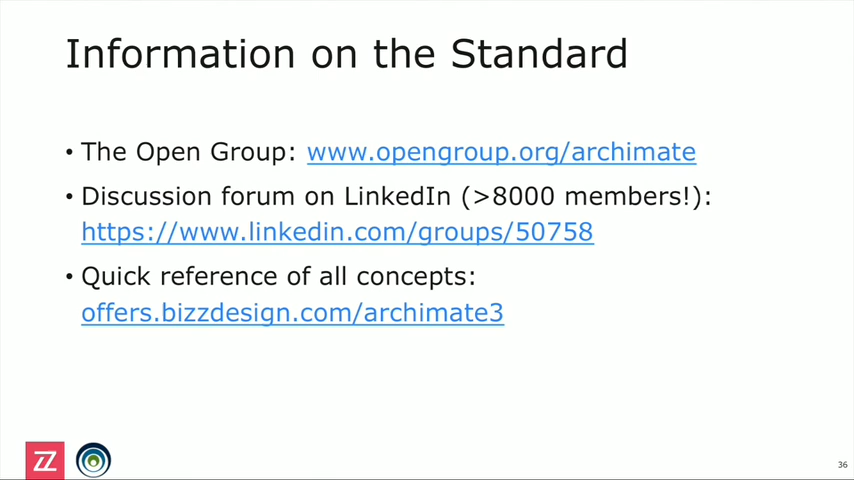 Information on the Standard
• The Open Group: www.opengroup.org/archimate
• Discussion forum on LinkedIn (>8000 members!):
https://www.linkedin.com/groups/50758
• Quick reference of all concepts:
offers.bizzdesign.com/archimate3
ZZ
36